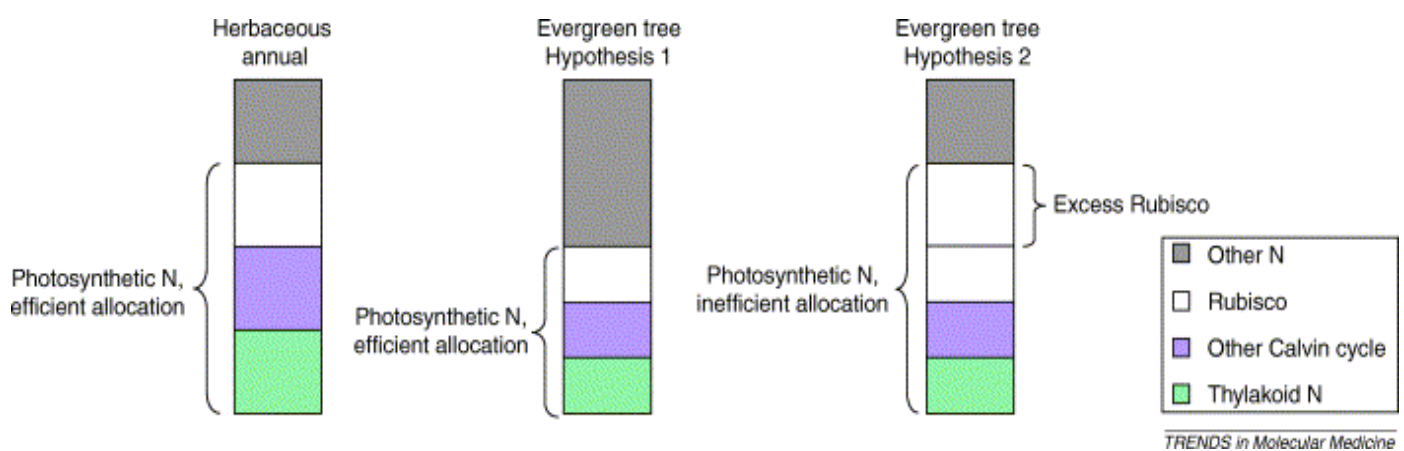 Herbaceous
annual
Evergreen tree
Hypothesis 1
Evergreen tree
Hypothesis 2
Photosynthetic N,
efficient allocation
Photosynthetic N,
efficient allocation
Photosynthetic N,
inefficient allocation
Excess Rubisco
Other N
Rubisco
Other Calvin cycle
Thylakoid N
TRENDS in Molecular Medicine